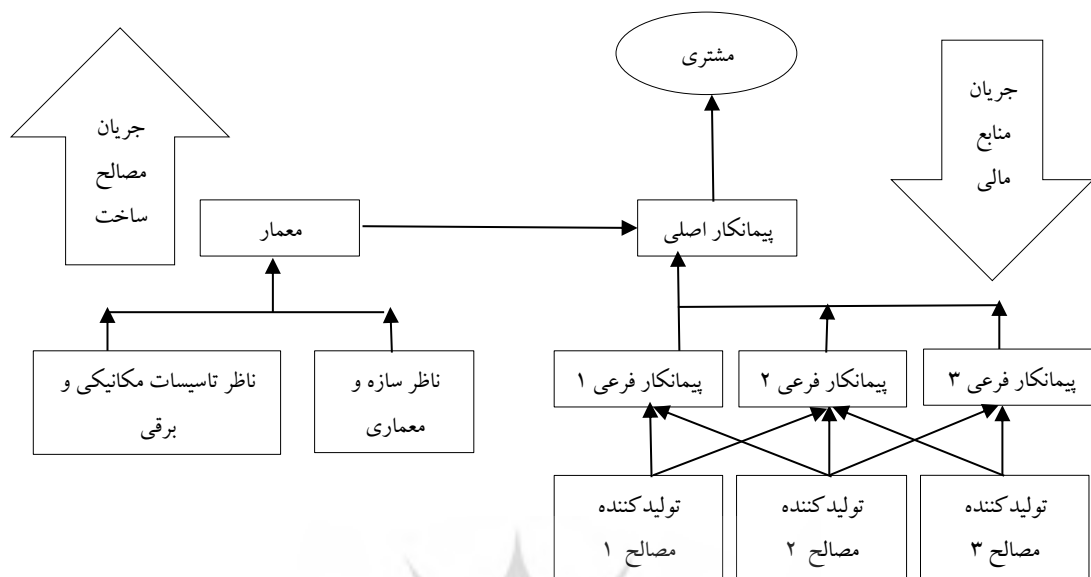 مشتری
جریان
منابع
مالی
جریان
مصالح
ساخت
پیمانکار اصلی
معمار
پیمانکار فرعی ۳
پیمانکار فرعی ۲
پیمانکار فرعی ۱
ناظر سازه و
معماری
ناظر تاسیسات مکانیکی و
برقی
تولیدکننده
مصالح ۳
تولیدکننده
مصالح ۲
تولیدکننده
مصالح ۱